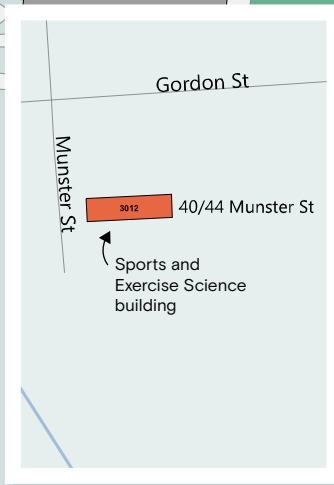 Gordon St
Munster St
3012
40/44 Munster St
Sports and
Exercise Science
building